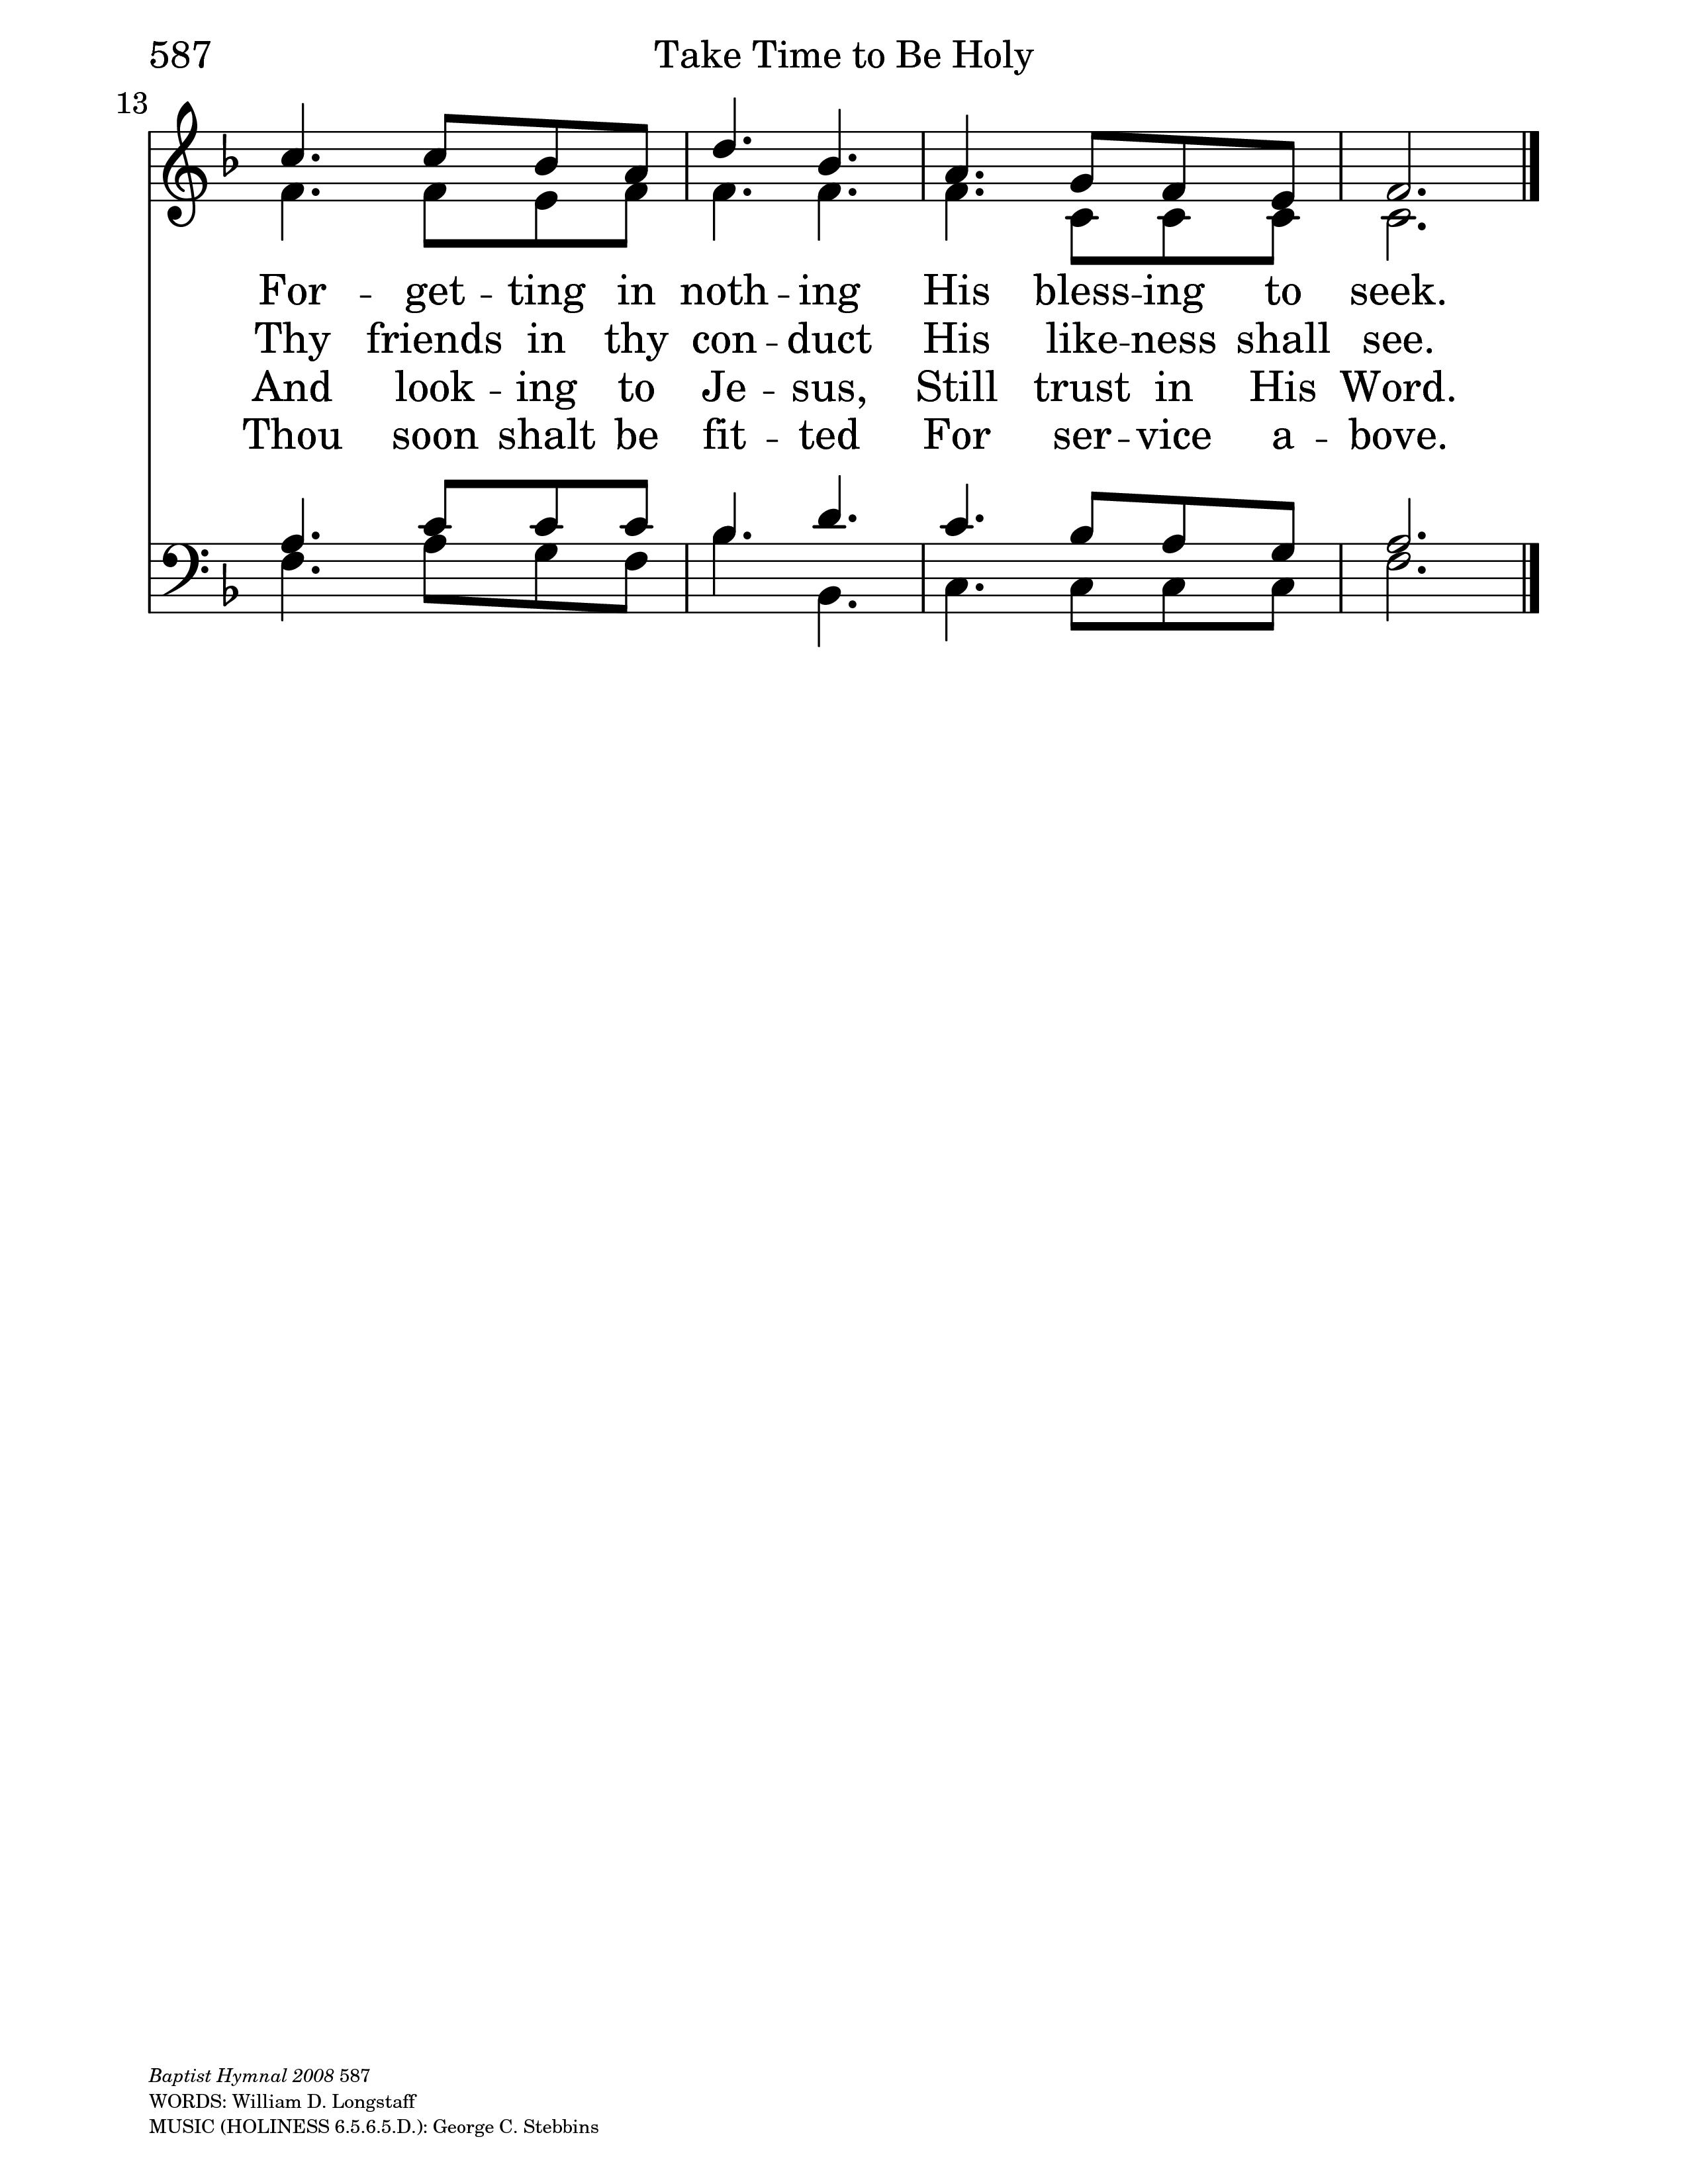 587 Take Time to Be Holy
13
For - get - ting in noth - ing His bless - ing to seek.
Thy friends in thy con - duct His like - ness shall see.
And look - ing to Je - sus, Still trust in His Word.
Thou soon shalt be fit - ted For ser - vice a - bove.
Baptist Hymnal 2008 587
WORDS: William D. Longstaff
MUSIC (HOLINESS 6.5.6.5.D.): George C. Stebbins